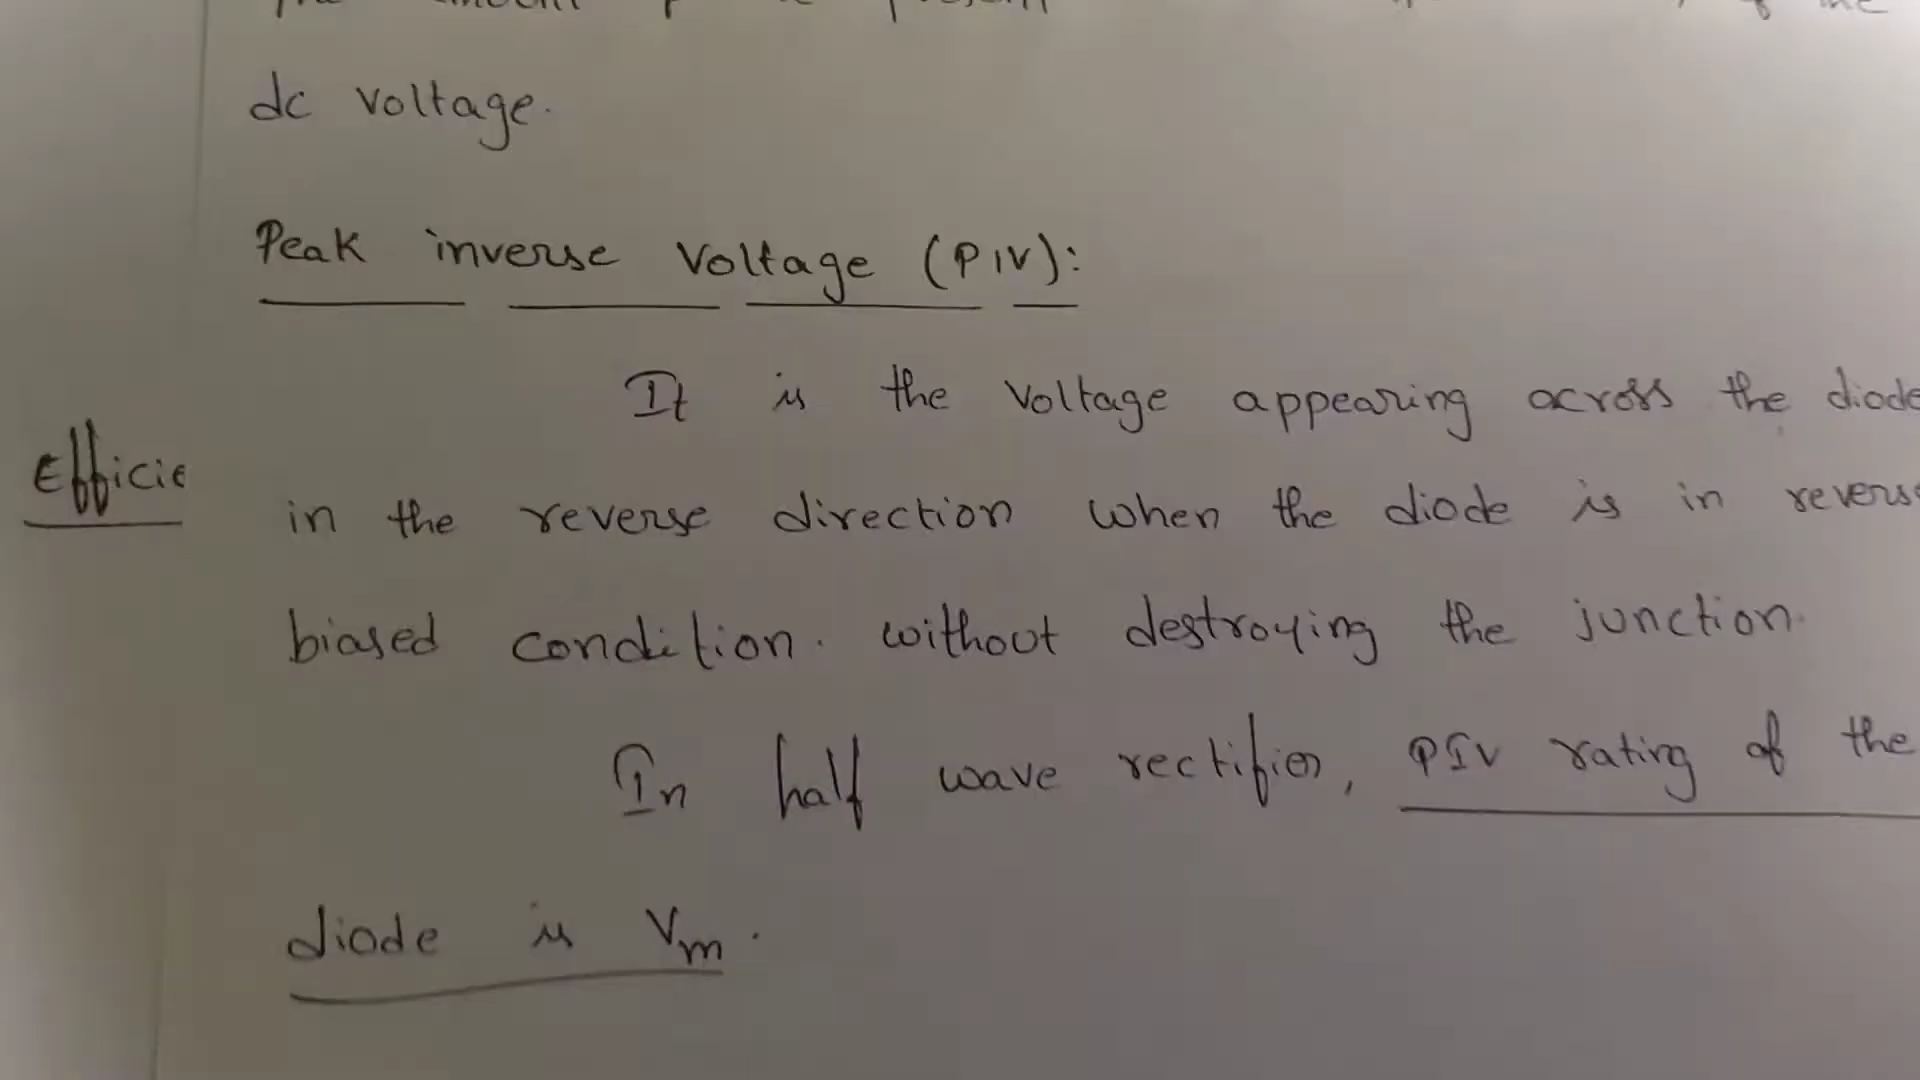 dc voltage.
Peak inverse Voltage (PIV):
It is the Voltage appearing across the diode
Efficie
in the reverse direction when the diode is in revers
biased condition. without destroying the junction.
In half wave rectifier, PIV rating of the
diode is Vm.